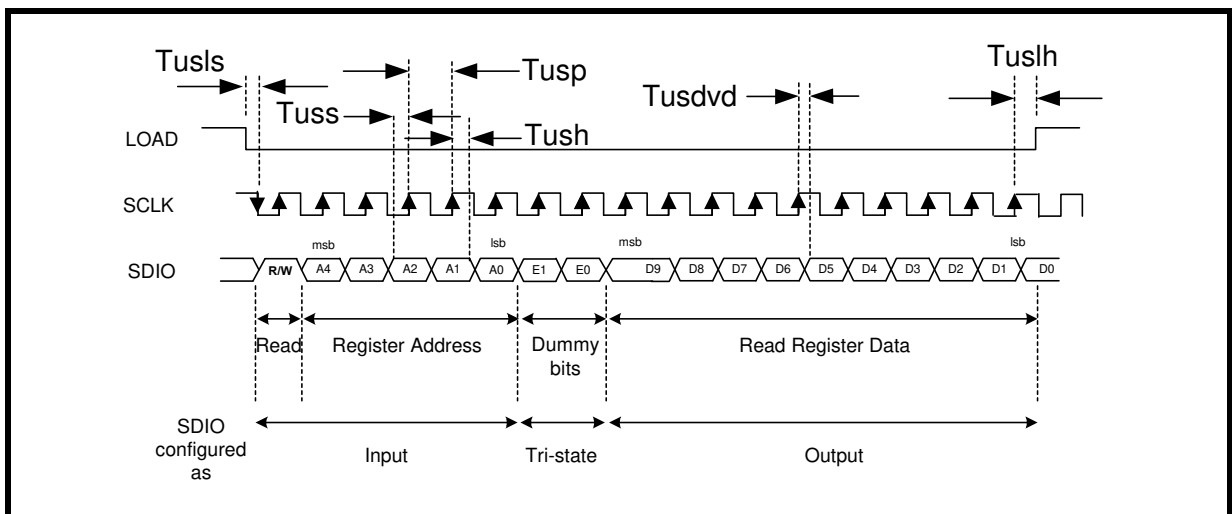 Tusls
Tusp
Tuslh
Tuss
Tusdvd
Tush
LOAD
SCLK
msb
lsb
msb
lsb
SDIO
R/W A4 A3 A2 A1 A0 E1 E0 D9 D8 D7 D6 D5 D4 D3 D2 D1 D0
Read
Register Address
Dummy
bits
Read Register Data
SDIO
configured
as
Input
Tri-state
Output